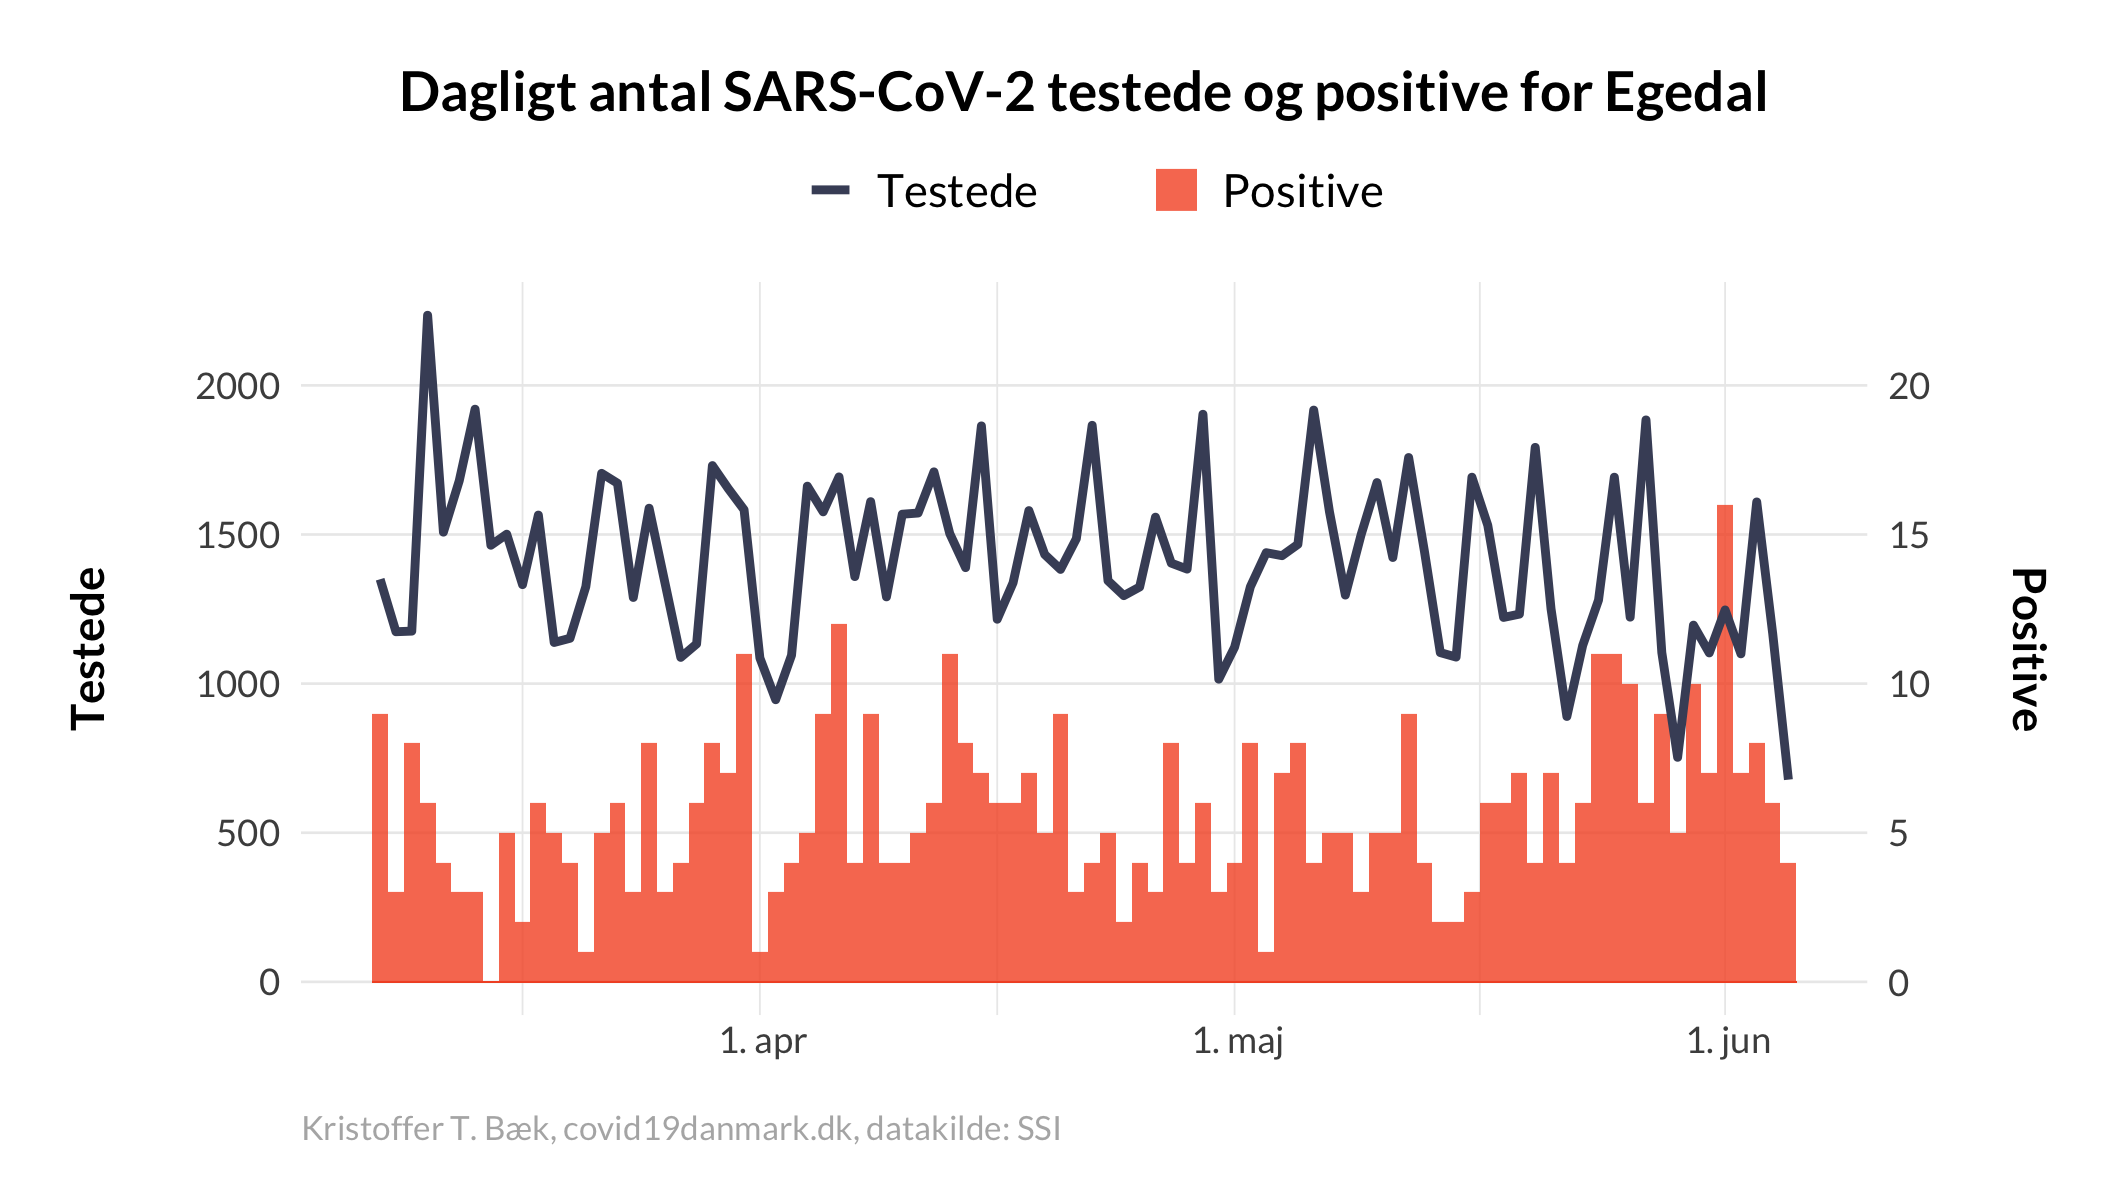 Dagligt antal SARS-CoV-2 testede og positive for Egedal
Testede
Positive
2000
1500
1000
500
0
20
15
10
5
0
Testede
Positive
1. apr
1. maj
1. jun
Kristoffer T. Bæk, covid19danmark.dk, datakilde: SSI